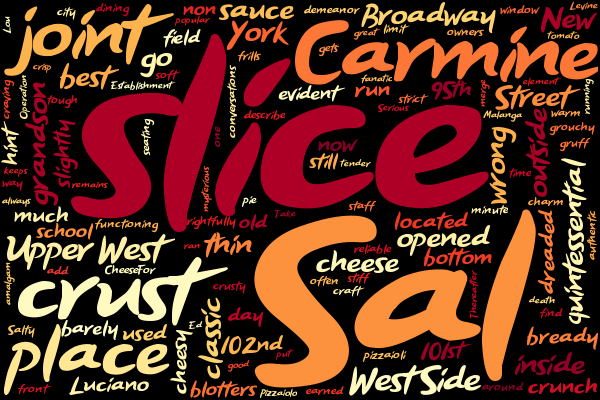 Lou
city
dining
non
sauce
demeanor
Broadway
window
Levine
popular
joint
field
York
great
limit
owners
New
tomato
go
frills
gets
Carmine
crisp
best
soft
Establishment
evident
run
fanatic
95th
merge
element
Street
running
craving
Operation
tough
seating
slice
conversations
describe
Serious
strict
Malanga
warm
grouchy
gruff
hint
grandson
slightly
one
now
still
tender
wrong
outside
time
keeps
way
remains
mysterious
pie
charm
quintessential
authentic
always
much
school
functioning
rightfully
old
Take
staff
located
minute
dreaded
Upper West
ran
thin
reliable
opened
amalgam
add
CheeseFor
cheese
stiff
bottom
often
craft
Thereafter
death
find
crust
crusty
Sal
classic
day
Ed
Salty
barely
used
cheesy
102nd
good
put
pizzaioli
101st
bready
place
inside
front
Luciano
blotters
Pizzaiolo
earned
West Side
around
crunch